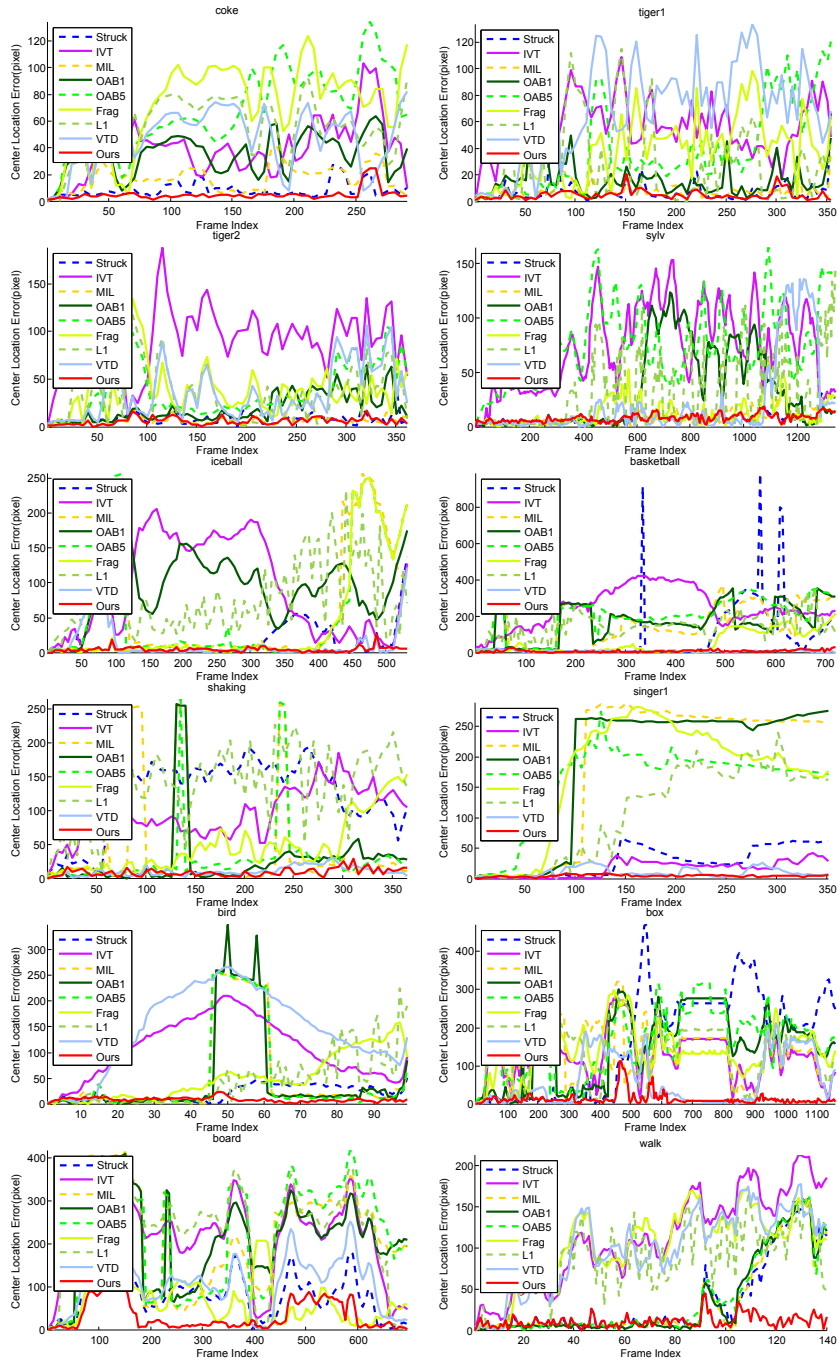 coke
Center Location Error(pixel)
120
100
80
60
40
20
0
Struck
IVT
MIL
OAB1
OAB5
Frag
L1
VTD
Ours
50 100 150 200 250
Frame Index
tiger1
Center Location Error(pixel)
120
100
80
60
40
20
0
Struck
IVT
MIL
OAB1
OAB5
Frag
L1
VTD
Ours
50 100 150 200 250 300 350
Frame Index
tiger2
Center Location Error(pixel)
150
100
50
0
Struck
IVT
MIL
OAB1
OAB5
Frag
L1
VTD
Ours
50 100 150 200 250 300 350
Frame Index
sylv
Center Location Error(pixel)
150
100
50
0
Struck
IVT
MIL
OAB1
OAB5
Frag
L1
VTD
Ours
200 400 600 800 1000 1200
Frame Index
iceball
Center Location Error(pixel)
250
200
150
100
50
0
Struck
IVT
MIL
OAB1
OAB5
Frag
L1
VTD
Ours
100 200 300 400 500
Frame Index
basketball
Center Location Error(pixel)
800
600
400
200
0
Struck
IVT
MIL
OAB1
OAB5
Frag
L1
VTD
Ours
100 200 300 400 500 600 700
Frame Index
shaking
Center Location Error(pixel)
250
200
150
100
50
0
Struck
IVT
MIL
OAB1
OAB5
Frag
L1
VTD
Ours
50 100 150 200 250 300 350
Frame Index
singer1
Center Location Error(pixel)
250
200
150
100
50
0
Struck
IVT
MIL
OAB1
OAB5
Frag
L1
VTD
Ours
50 100 150 200 250 300 350
Frame Index
bird
Center Location Error(pixel)
300
250
200
150
100
50
0
Struck
IVT
MIL
OAB1
OAB5
Frag
L1
VTD
Ours
10 20 30 40 50 60 70 80 90
Frame Index
box
Center Location Error(pixel)
400
300
200
100
0
Struck
IVT
MIL
OAB1
OAB5
Frag
L1
VTD
Ours
100 200 300 400 500 600 700 800 900 1000 1100
Frame Index
board
Center Location Error(pixel)
400
300
200
100
0
Struck
IVT
MIL
OAB1
OAB5
Frag
L1
VTD
Ours
100 200 300 400 500 600
Frame Index
walk
Center Location Error(pixel)
200
150
100
50
0
Struck
IVT
MIL
OAB1
OAB5
Frag
L1
VTD
Ours
20 40 60 80 100 120 140
Frame Index